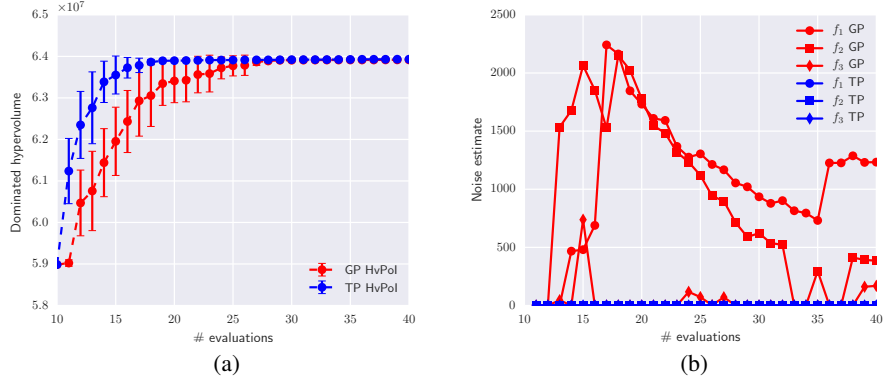 ×10⁷
6.5
6.4
6.3
6.2
6.1
6.0
5.9
5.8
Dominated hypervolume
GP HvPoI
TP HvPoI
10 15 20 25 30 35 40
# evaluations
(a)
2500
2000
1500
1000
500
0
Noise estimate
f₁ GP
f₂ GP
f₃ GP
f₁ TP
f₂ TP
f₃ TP
10 15 20 25 30 35 40
# evaluations
(b)